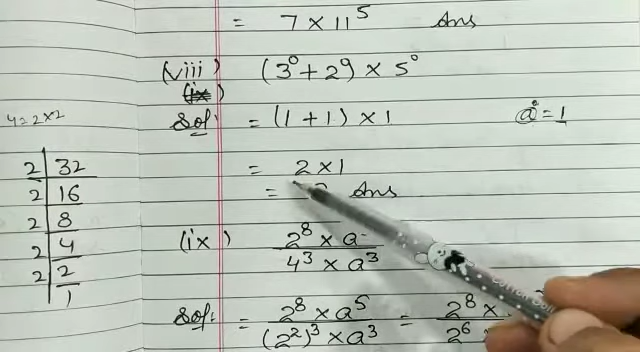 = 7 × 11⁵ Ans
(viii) (3⁰ + 2⁰) × 5⁰
(ix)
Sol: = (1 + 1) × 1 a⁰ = 1
4 = 2 × 2
= 2 × 1
= Ans
2 | 32
2 | 16
2 | 8
2 | 4
2 | 2
1
(ix) 2⁸ × a
4³ × a³
Sol: = 2⁸ × a⁵ / (2²)³ × a³ = 2⁸ × / 2⁶